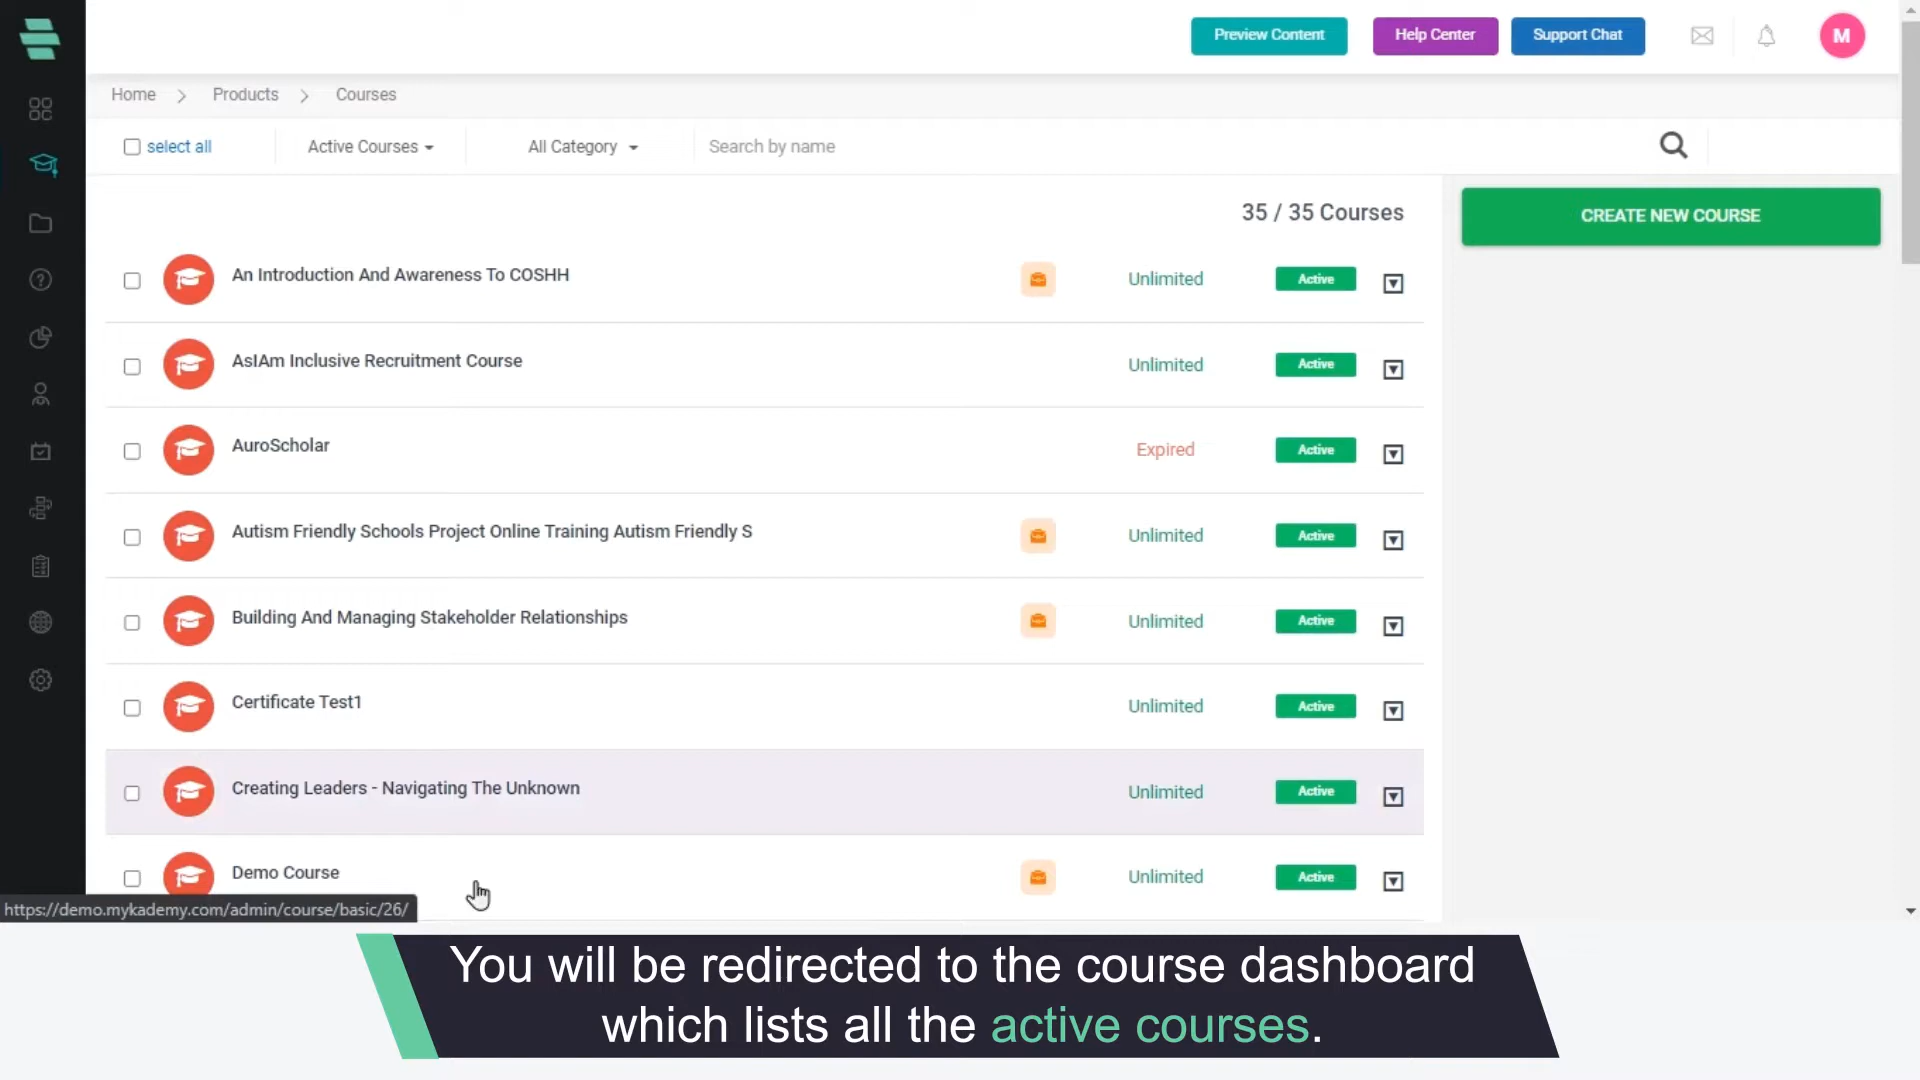 Preview Content
Help Center
Support Chat
M
Home
Products
Courses
select all
Active Courses
All Category
Search by name
35 / 35 Courses
CREATE NEW COURSE
An Introduction And Awareness To COSHH
Unlimited
Active
AsIAm Inclusive Recruitment Course
Unlimited
Active
AuroScholar
Expired
Active
Autism Friendly Schools Project Online Training Autism Friendly S
Unlimited
Active
Building And Managing Stakeholder Relationships
Unlimited
Active
Certificate Test1
Unlimited
Active
Creating Leaders - Navigating The Unknown
Unlimited
Active
Demo Course
Unlimited
Active
https://demo.mykademy.com/admin/course/basic/26/
You will be redirected to the course dashboard
which lists all the active courses.